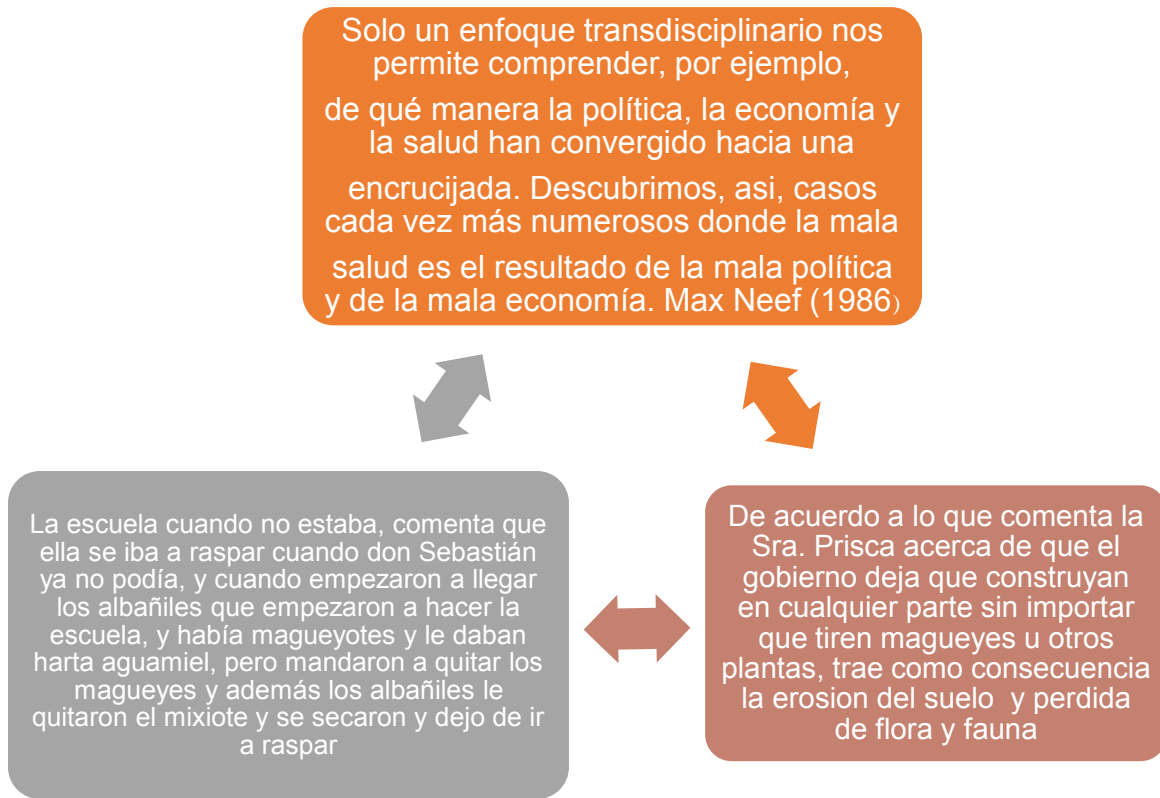 Solo un enfoque transdisciplinario nos
permite comprender, por ejemplo,
de qué manera la política, la economía y
la salud han convergido hacia una
encrucijada. Descubrimos, asi, casos
cada vez más numerosos donde la mala
salud es el resultado de la mala política
y de la mala economía. Max Neef (1986)
La escuela cuando no estaba, comenta que
ella se iba a raspar cuando don Sebastián
ya no podía, y cuando empezaron a llegar
los albañiles que empezaron a hacer la
escuela, y había magueyotes y le daban
harta aguamiel, pero mandaron a quitar los
magueyes y además los albañiles le
quitaron el mixiote y se secaron y dejo de ir
a raspar
De acuerdo a lo que comenta la
Sra. Prisca acerca de que el
gobierno deja que construyan
en cualquier parte sin importar
que tiren magueyes u otros
plantas, trae como consecuencia
la erosion del suelo y perdida
de flora y fauna